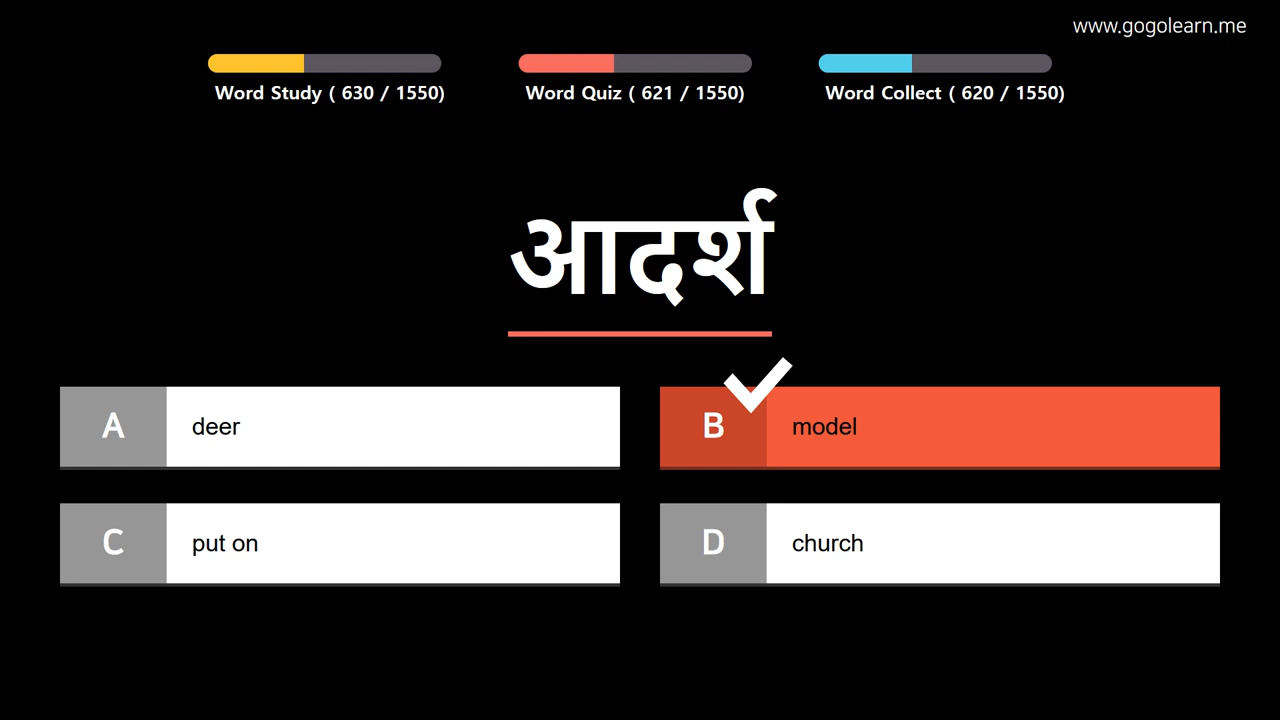 www.gogolearn.me
Word Study ( 630 / 1550)
Word Quiz ( 621 / 1550)
Word Collect ( 620 / 1550)
आदर्श
A deer
B model
C put on
D church